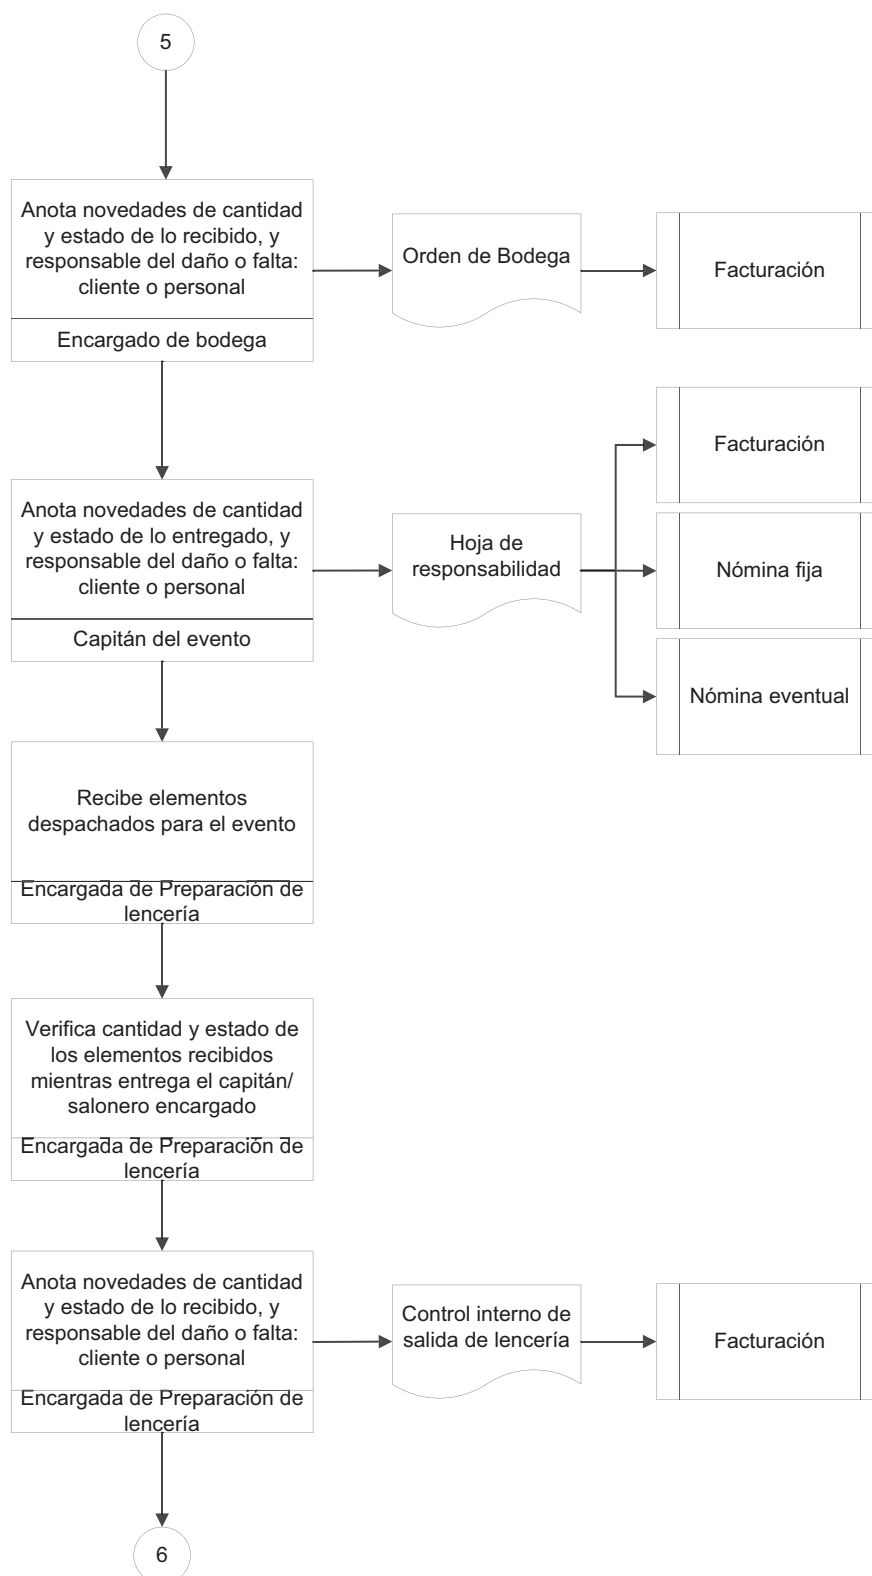 5
Anota novedades de cantidad
y estado de lo recibido, y
responsable del daño o falta:
cliente o personal
Encargado de bodega
Orden de Bodega
Facturación
Anota novedades de cantidad
y estado de lo entregado, y
responsable del daño o falta:
cliente o personal
Capitán del evento
Hoja de
responsabilidad
Facturación
Nómina fija
Nómina eventual
Recibe elementos
despachados para el evento
Encargada de Preparación de
lencería
Verifica cantidad y estado de
los elementos recibidos
mientras entrega el capitán/
salonero encargado
Encargada de Preparación de
lencería
Anota novedades de cantidad
y estado de lo recibido, y
responsable del daño o falta:
cliente o personal
Encargada de Preparación de
lencería
Control interno de
salida de lencería
Facturación
6